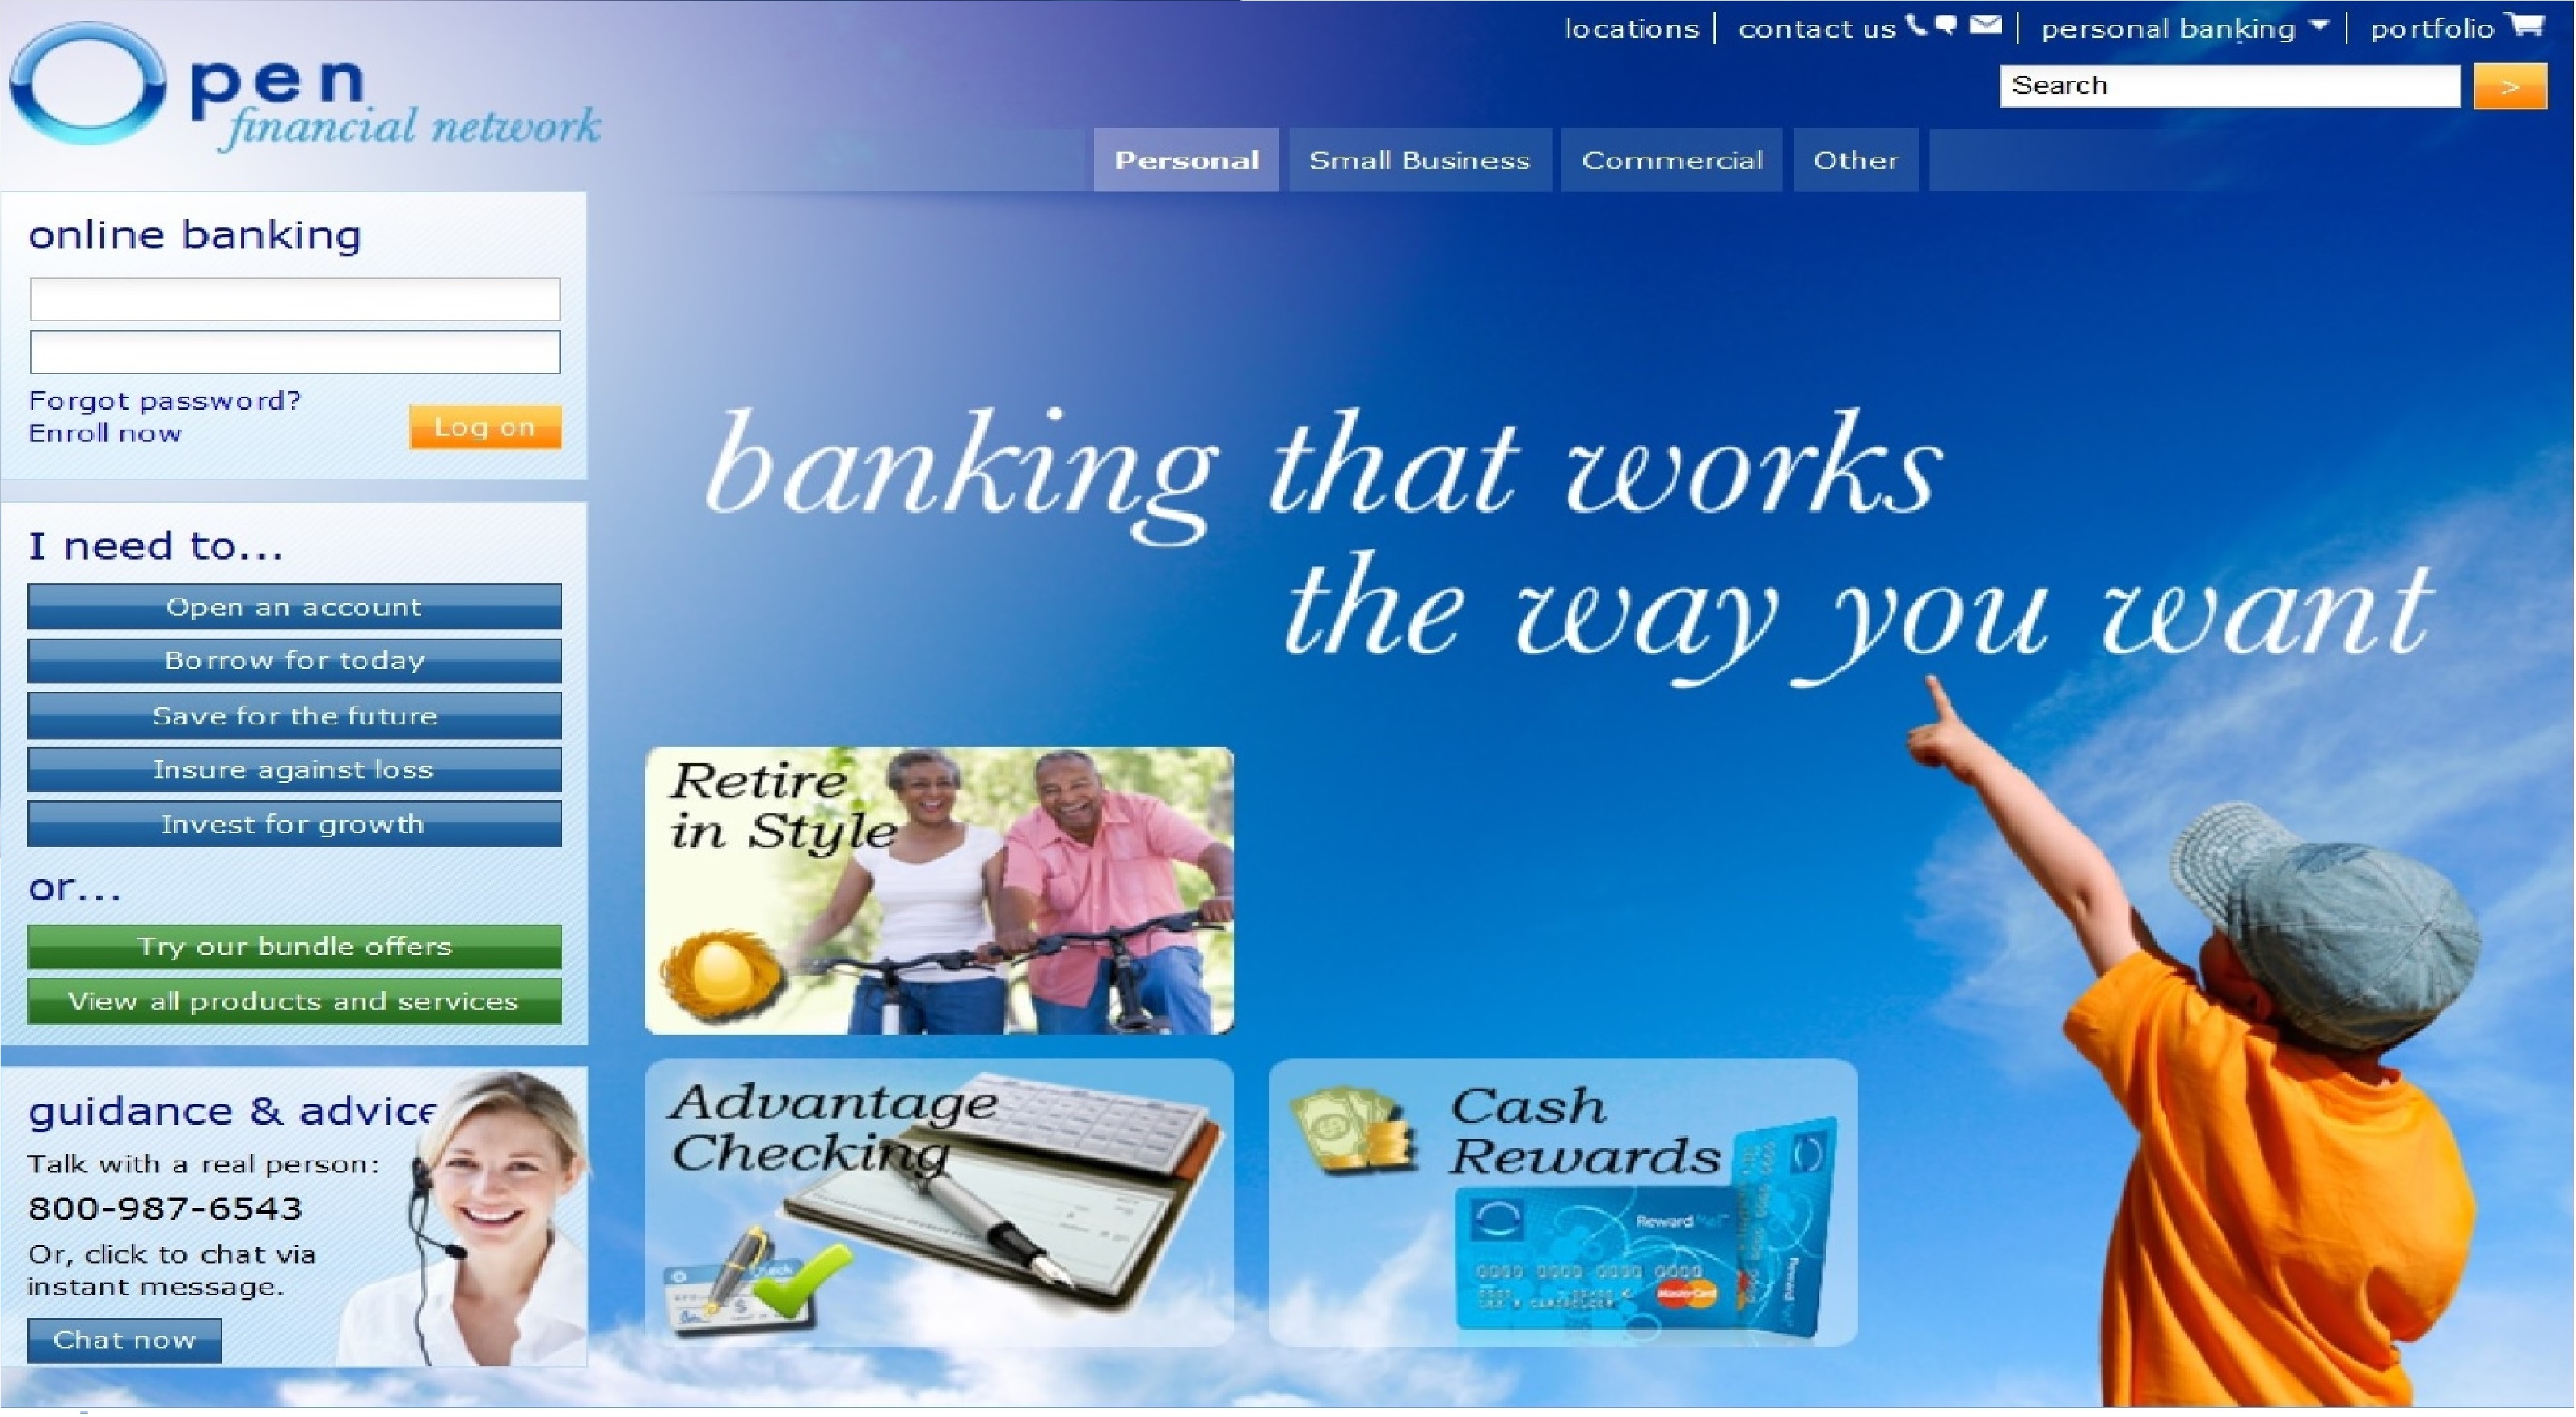 Open
financial network
locations | contact us | personal banking | portfolio
Search >
Personal Small Business Commercial Other
online banking
Forgot password?
Enroll now
Log on
I need to...
Open an account
Borrow for today
Save for the future
Insure against loss
Invest for growth
or...
Try our bundle offers
View all products and services
guidance & advice
Talk with a real person:
800-987-6543
Or, click to chat via
instant message.
Chat now
banking that works
the way you want
Retire
in Style
Advantage
Checking
Check
$
Cash
Rewards
Reward
MasterCard
Reward